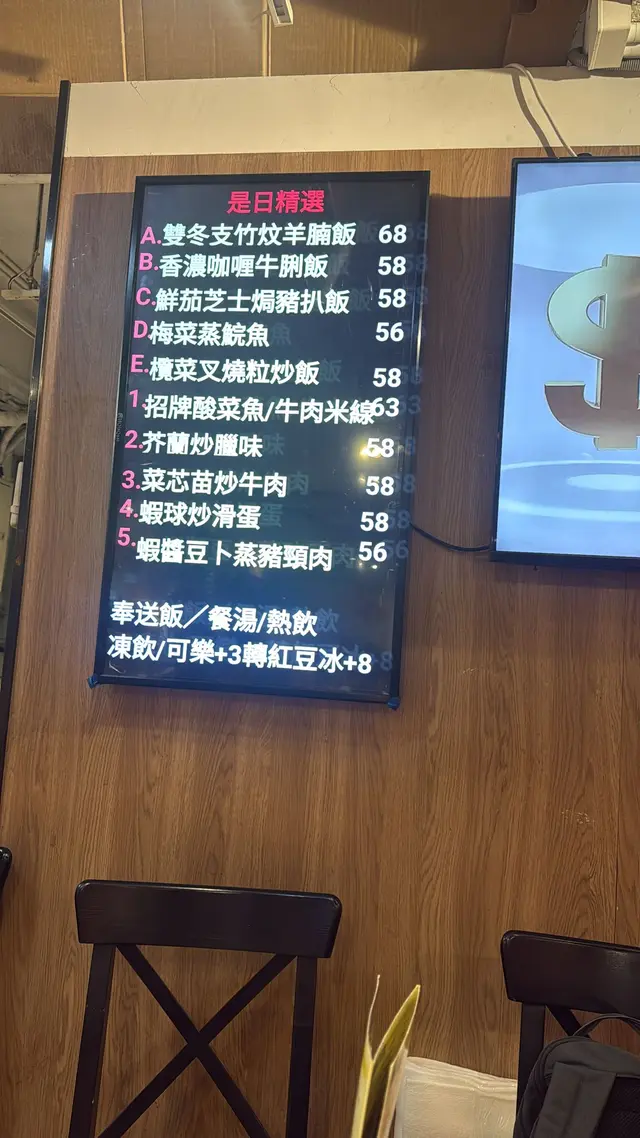 是日精選
A.雙冬支竹炆羊腩飯 68
B.香濃咖喱牛脷飯 58
C.鮮茄芝士焗豬扒飯 58
D梅菜蒸鯇魚 56
E.欖菜叉燒粒炒飯 58
1.招牌酸菜魚/牛肉米線63
2.芥蘭炒臘味 58
3.菜芯苗炒牛肉 58
4.蝦球炒滑蛋 58
5.蝦醬豆卜蒸豬頸肉 56
奉送飯／餐湯/熱飲
凍飲/可樂+3轉紅豆冰+8
$